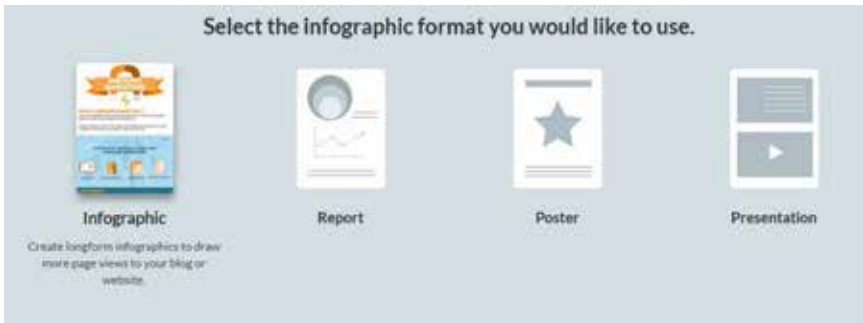 Select the infographic format you would like to use.
Infographic
Create longform infographics to draw
more page views to your blog or
website.
Report
Poster
Presentation